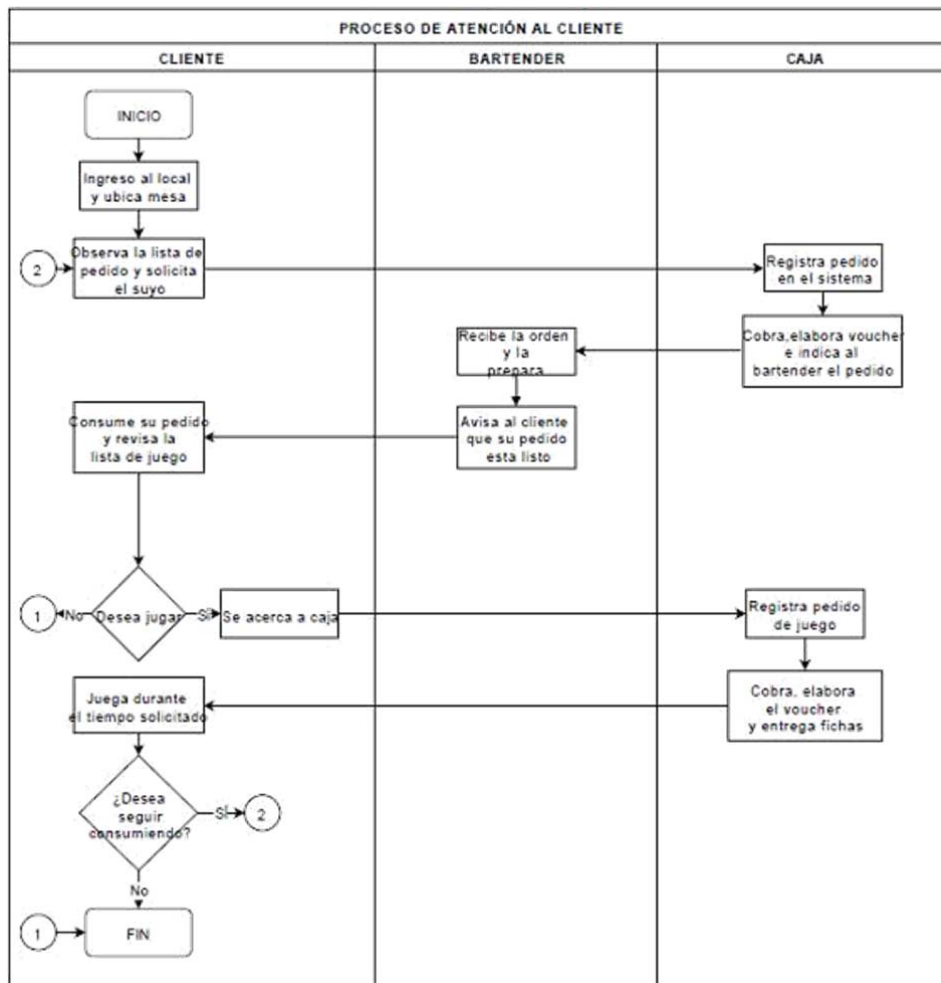 PROCESO DE ATENCIÓN AL CLIENTE
CLIENTE
BARTENDER
CAJA
INICIO
Ingreso al local
y ubica mesa
2
Observa la lista de
pedido y solicita
el suyo
Registra pedido
en el sistema
Cobra,elabora voucher
e indica al
bartender el pedido
Recibe la orden
y la
prepara
Avisa al cliente
que su pedido
esta listo
Consume su pedido
y revisa la
lista de juego
1
No
Desea jugar
Sí
Se acerca a caja
Registra pedido
de juego
Cobra, elabora
el voucher
y entrega fichas
Juega durante
el tiempo solicitado
¿Desea
seguir
consumiendo?
Sí
2
No
1
FIN